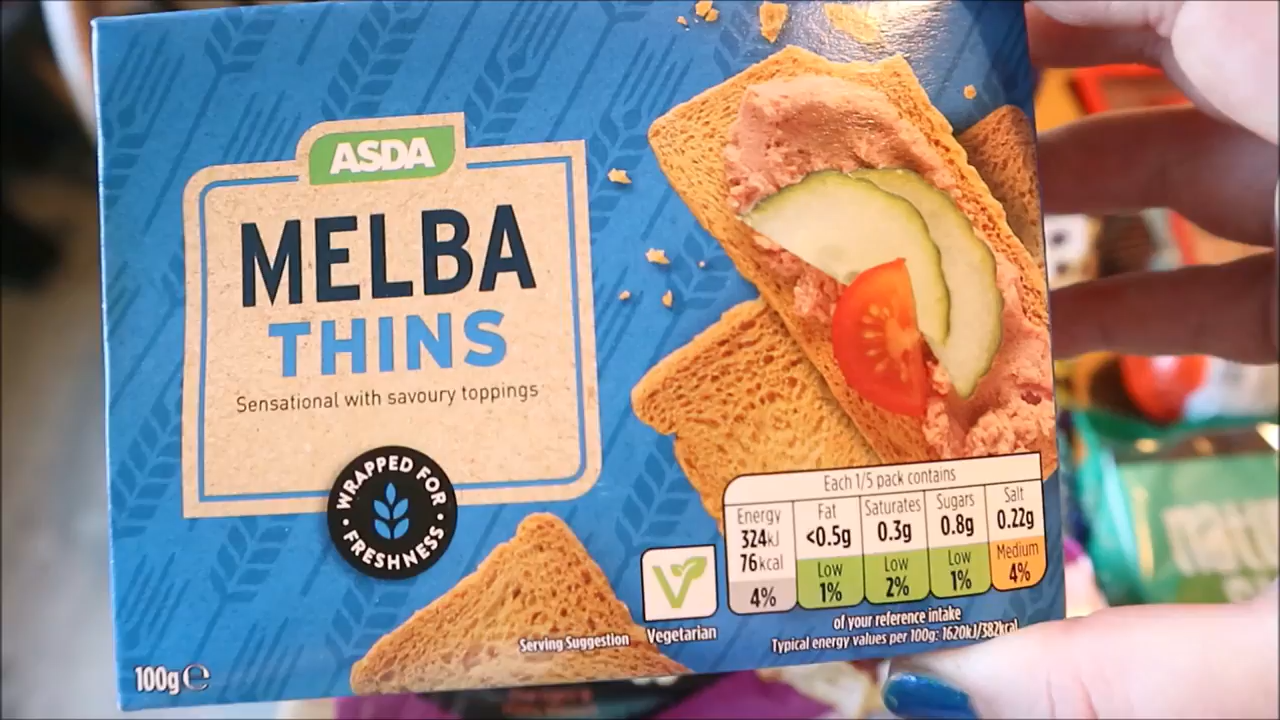 ASDA
MELBA
THINS
Sensational with savoury toppings
WRAPPED FOR
FRESHNESS
100g e
Serving Suggestion
V
Vegetarian
Each 1/5 pack contains
Energy
324kJ
76kcal
4%
Fat
<0.5g
Low
1%
Saturates
0.3g
Low
2%
Sugars
0.8g
Low
1%
Salt
0.22g
Medium
4%
of your reference intake
Typical energy values per 100g: 1620kJ/382kcal